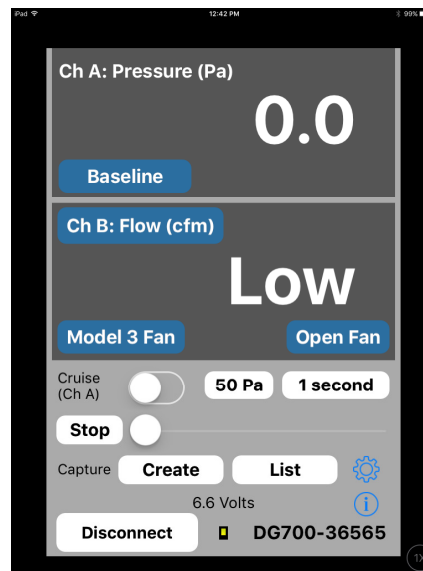 iPad 12:42 PM 99%
Ch A: Pressure (Pa)
0.0
Baseline
Ch B: Flow (cfm)
Low
Model 3 Fan Open Fan
Cruise
(Ch A)
50 Pa 1 second
Stop
Capture Create List
6.6 Volts
i
Disconnect DG700-36565
1X